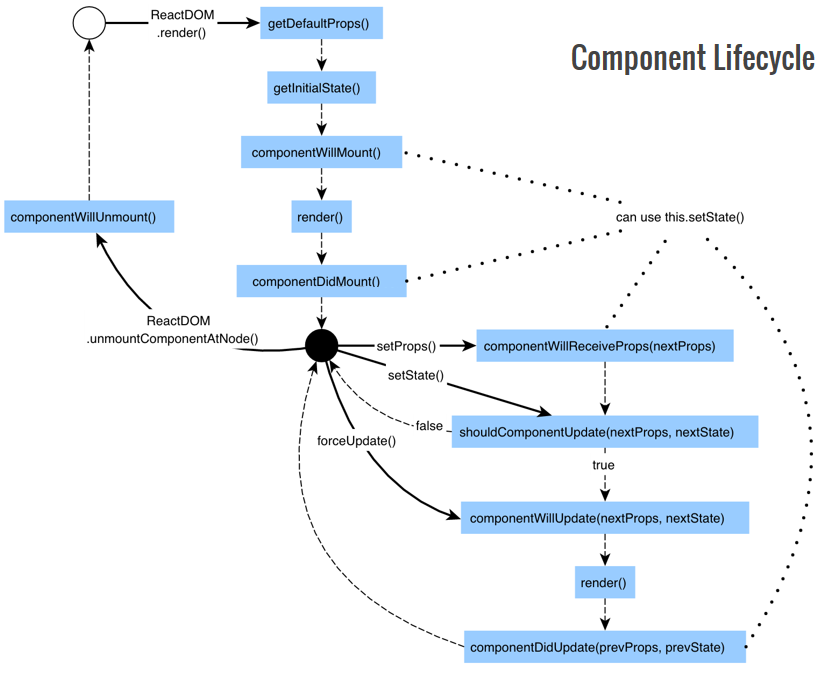 ReactDOM
.render()
getDefaultProps()
Component Lifecycle
getInitialState()
componentWillMount()
componentWillUnmount()
render()
can use this.setState()
componentDidMount()
ReactDOM
.unmountComponentAtNode()
setProps()
componentWillReceiveProps(nextProps)
setState()
false
shouldComponentUpdate(nextProps, nextState)
forceUpdate()
true
componentWillUpdate(nextProps, nextState)
render()
componentDidUpdate(prevProps, prevState)